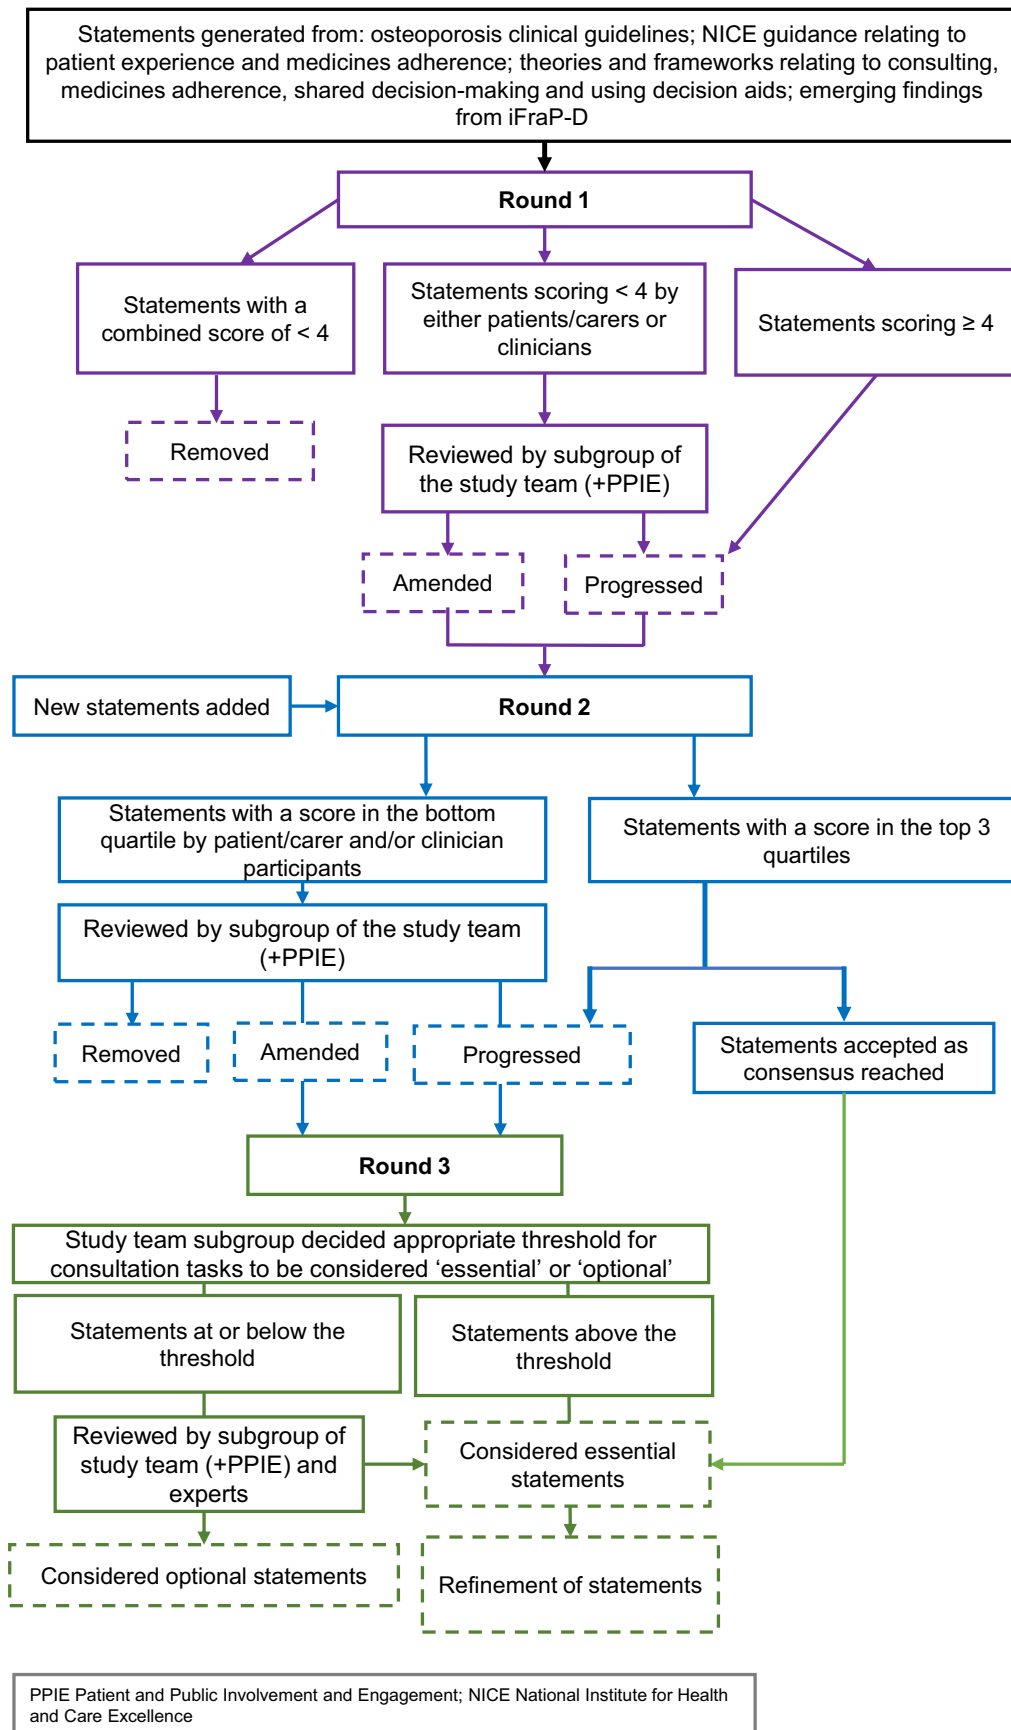 Statements generated from: osteoporosis clinical guidelines; NICE guidance relating to
patient experience and medicines adherence; theories and frameworks relating to consulting,
medicines adherence, shared decision-making and using decision aids; emerging findings
from iFraP-D
Round 1
Statements with a
combined score of < 4
Statements scoring < 4 by
either patients/carers or
clinicians
Statements scoring ≥ 4
Removed
Reviewed by subgroup of
the study team (+PPIE)
Amended
Progressed
New statements added
Round 2
Statements with a score in the bottom
quartile by patient/carer and/or clinician
participants
Statements with a score in the top 3
quartiles
Reviewed by subgroup of the study team
(+PPIE)
Removed
Amended
Progressed
Statements accepted as
consensus reached
Round 3
Study team subgroup decided appropriate threshold for
consultation tasks to be considered ‘essential’ or ‘optional’
Statements at or below the
threshold
Statements above the
threshold
Reviewed by subgroup of
study team (+PPIE) and
experts
Considered essential
statements
Considered optional statements
Refinement of statements
PPIE Patient and Public Involvement and Engagement; NICE National Institute for Health
and Care Excellence